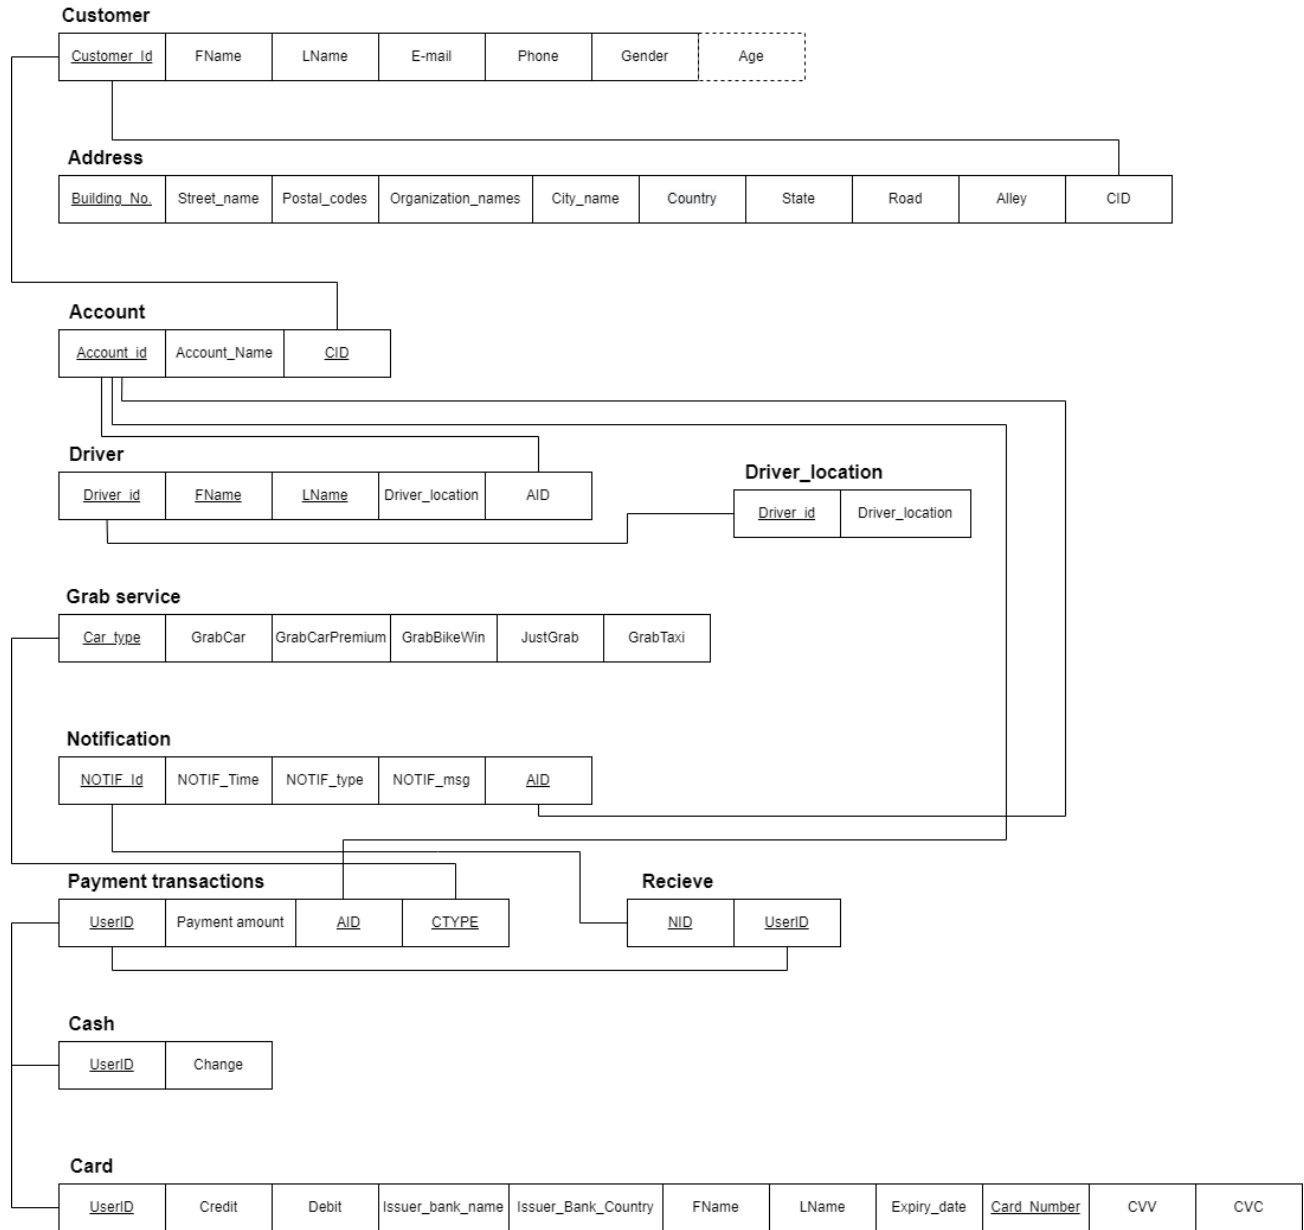 Customer
Customer_Id FName LName E-mail Phone Gender Age
Address
Building_No. Street_name Postal_codes Organization_names City_name Country State Road Alley CID
Account
Account_id Account_Name CID
Driver
Driver_id FName LName Driver_location AID
Driver_location
Driver_id Driver_location
Grab service
Car_type GrabCar GrabCarPremium GrabBikeWin JustGrab GrabTaxi
Notification
NOTIF_Id NOTIF_Time NOTIF_type NOTIF_msg AID
Payment transactions
UserID Payment amount AID CTYPE
Recieve
NID UserID
Cash
UserID Change
Card
UserID Credit Debit Issuer_bank_name Issuer_Bank_Country FName LName Expiry_date Card_Number CVV CVC